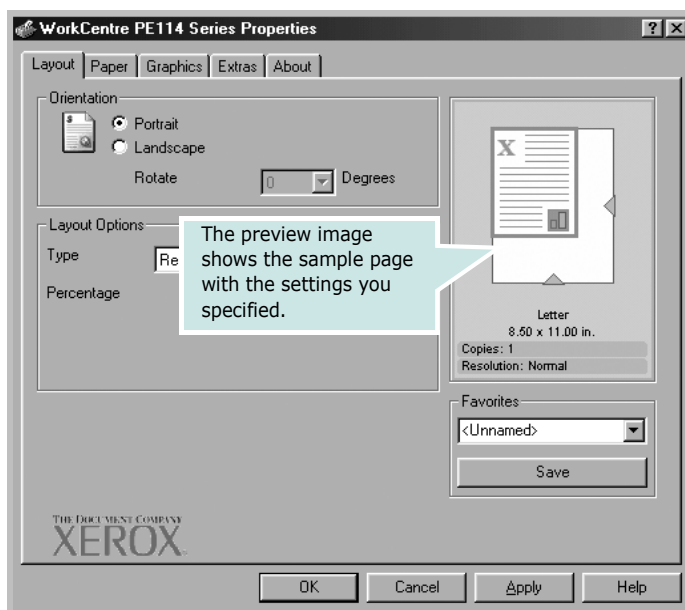 WorkCentre PE114 Series Properties
Layout Paper Graphics Extras About
Orientation
Portrait
Landscape
Rotate 0 Degrees
Layout Options
Type Re
Percentage
The preview image
shows the sample page
with the settings you
specified.
X
Letter
8.50 x 11.00 in.
Copies: 1
Resolution: Normal
Favorites
<Unnamed>
Save
THE DOCUMENT COMPANY
XEROX
OK Cancel Apply Help